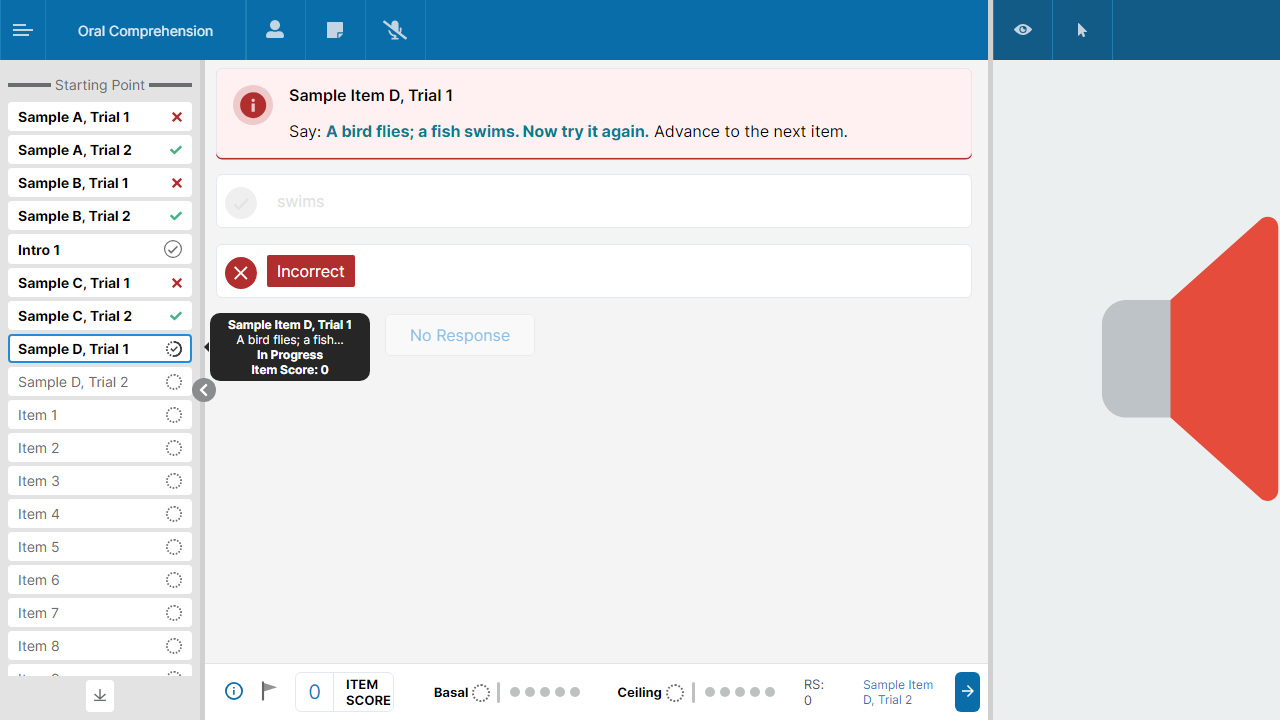 Oral Comprehension
Starting Point
Sample A, Trial 1
Sample A, Trial 2
Sample B, Trial 1
Sample B, Trial 2
Intro 1
Sample C, Trial 1
Sample C, Trial 2
Sample D, Trial 1
Sample D, Trial 2
Item 1
Item 2
Item 3
Item 4
Item 5
Item 6
Item 7
Item 8
Sample Item D, Trial 1
Say: A bird flies; a fish swims. Now try it again. Advance to the next item.
swims
Incorrect
Sample Item D, Trial 1
A bird flies; a fish...
In Progress
Item Score: 0
No Response
0
ITEM
SCORE
Basal
Ceiling
RS:
0
Sample Item
D, Trial 2